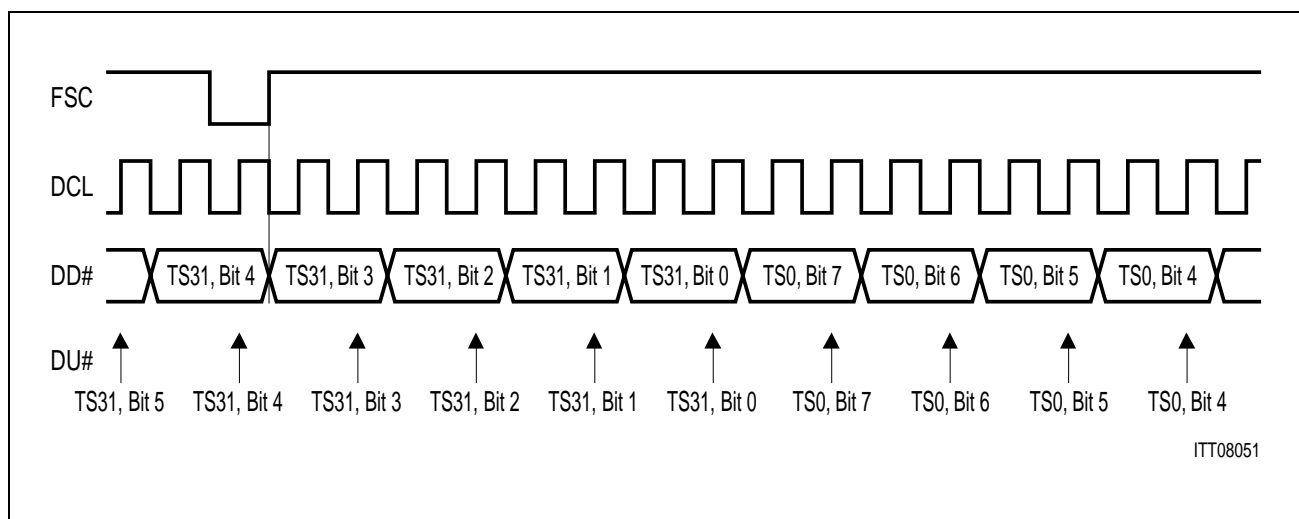 FSC
DCL
DD#
TS31, Bit 4 TS31, Bit 3 TS31, Bit 2 TS31, Bit 1 TS31, Bit 0 TS0, Bit 7 TS0, Bit 6 TS0, Bit 5 TS0, Bit 4
DU#
TS31, Bit 5 TS31, Bit 4 TS31, Bit 3 TS31, Bit 2 TS31, Bit 1 TS31, Bit 0 TS0, Bit 7 TS0, Bit 6 TS0, Bit 5 TS0, Bit 4
ITT08051